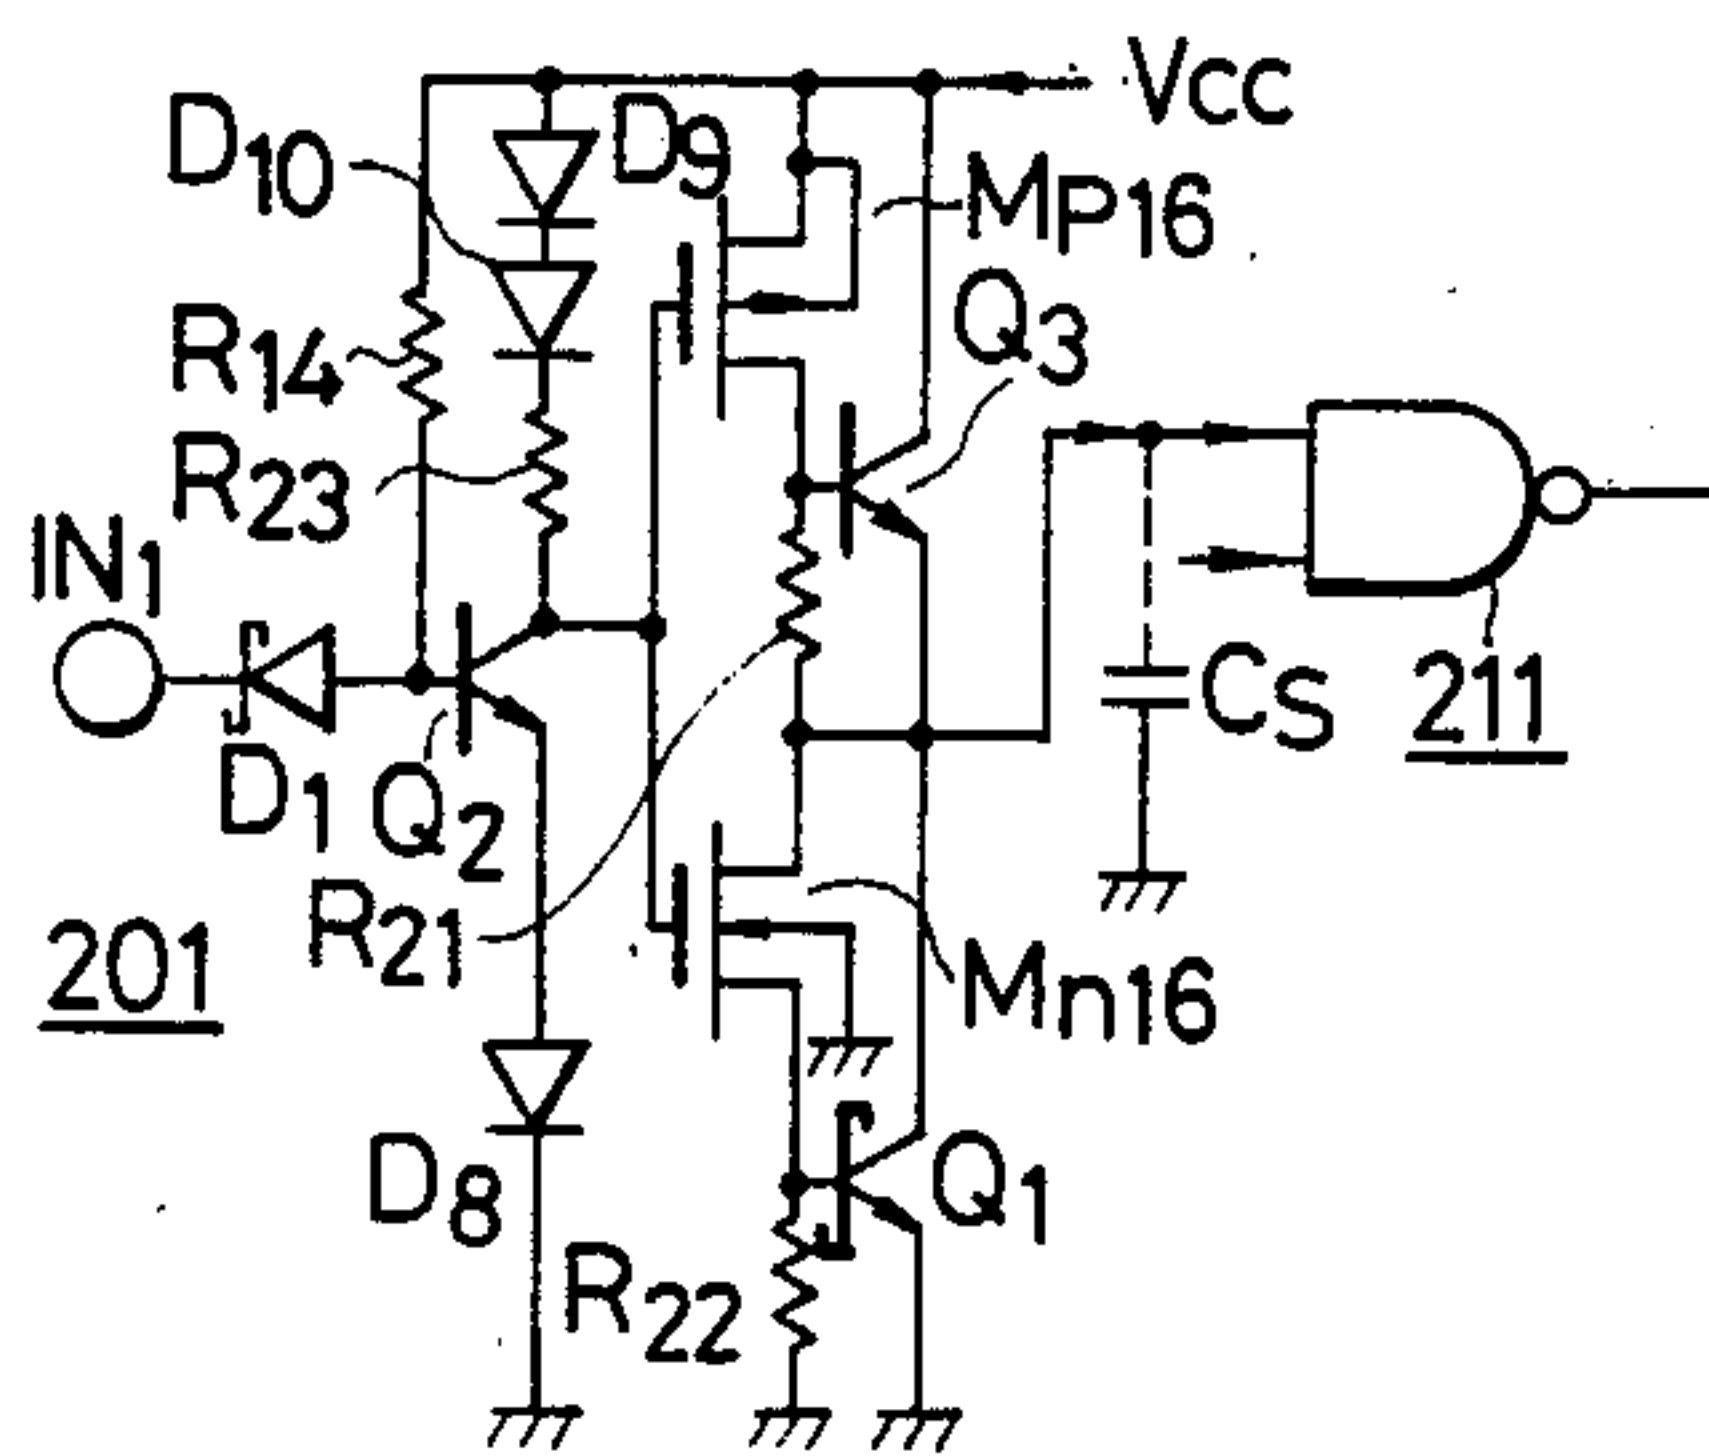 Vcc
D10
D9
MP16
Q3
R14
R23
IN1
D1
Q2
CS
211
R21
201
Mn16
D8
Q1
R22